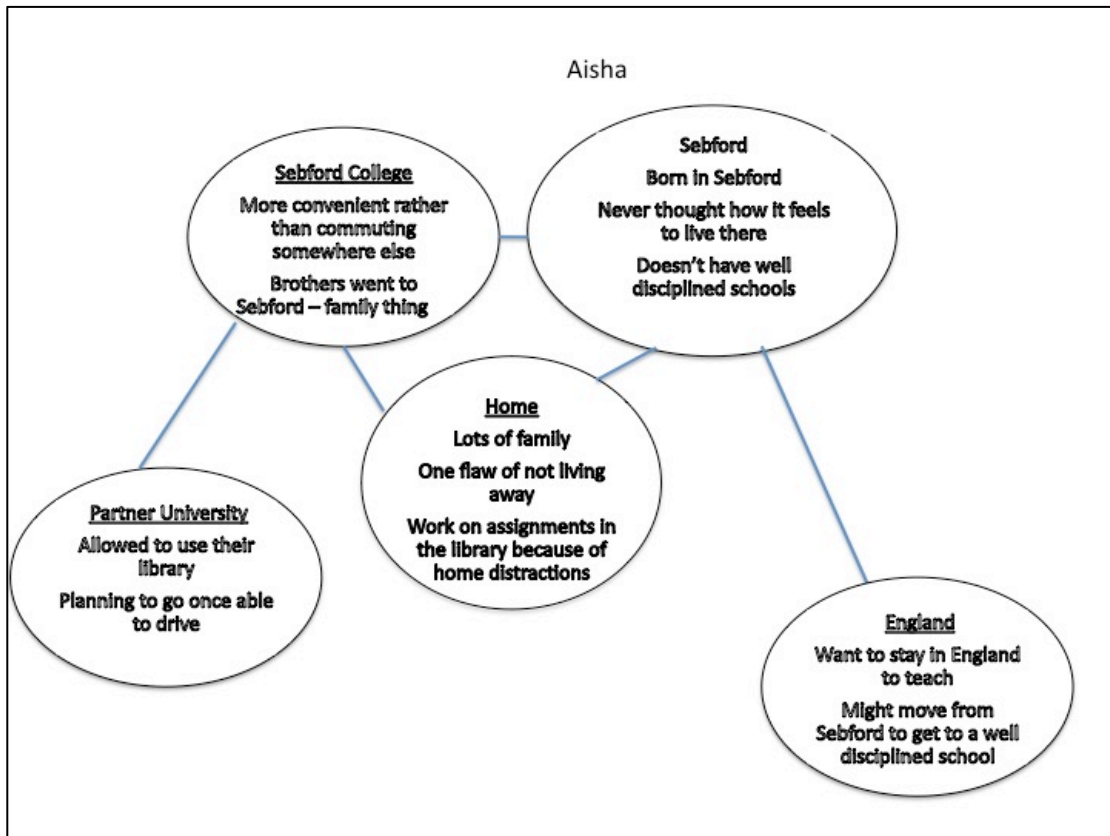 Aisha
Sebford College
More convenient rather
than commuting
somewhere else
Brothers went to
Sebford – family thing
Sebford
Born in Sebford
Never thought how it feels
to live there
Doesn't have well
disciplined schools
Home
Lots of family
One flaw of not living
away
Work on assignments in
the library because of
home distractions
Partner University
Allowed to use their
library
Planning to go once able
to drive
England
Want to stay in England
to teach
Might move from
Sebford to get to a well
disciplined school